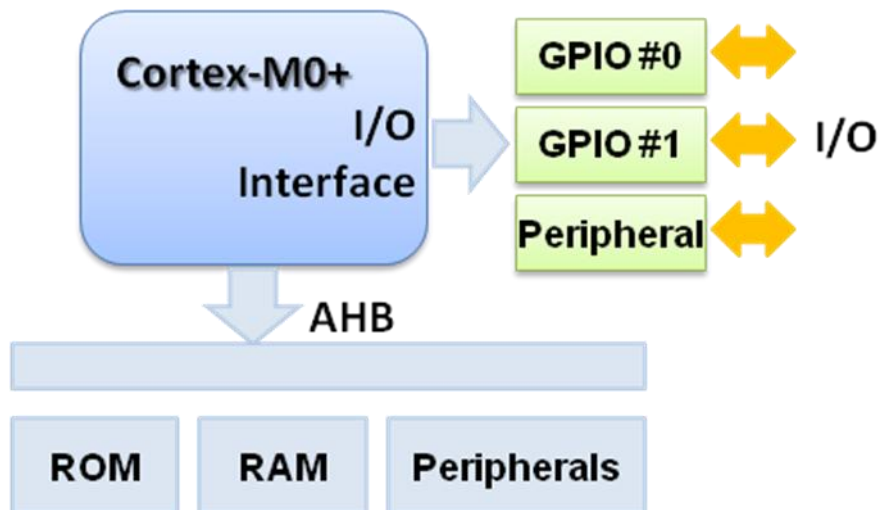 Cortex-M0+
I/O
Interface
GPIO #0
GPIO #1
I/O
Peripheral
AHB
ROM
RAM
Peripherals